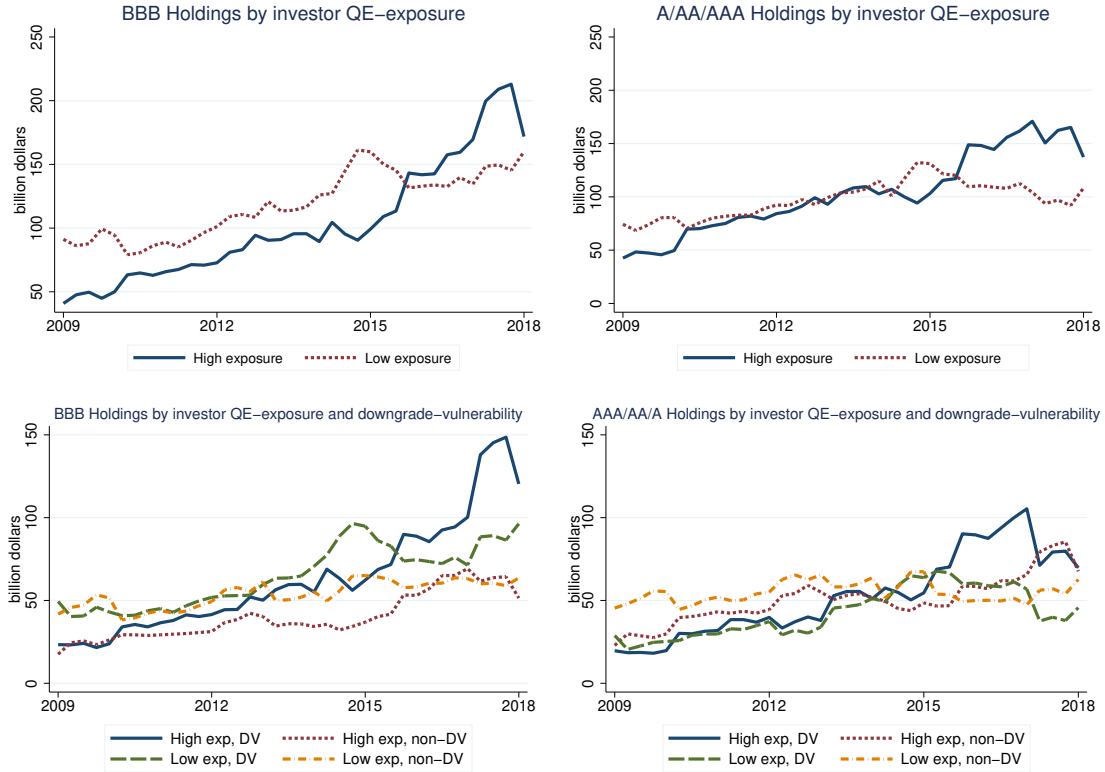 BBB Holdings by investor QE−exposure
billion dollars
250
200
150
100
50
2009
2012
2015
2018
High exposure
Low exposure
A/AA/AAA Holdings by investor QE−exposure
billion dollars
250
200
150
100
50
0
2009
2012
2015
2018
High exposure
Low exposure
BBB Holdings by investor QE−exposure and downgrade−vulnerability
billion dollars
150
100
50
0
2009
2012
2015
2018
High exp, DV
High exp, non−DV
Low exp, DV
Low exp, non−DV
AAA/AA/A Holdings by investor QE−exposure and downgrade−vulnerability
billion dollars
150
100
50
0
2009
2012
2015
2018
High exp, DV
High exp, non−DV
Low exp, DV
Low exp, non−DV